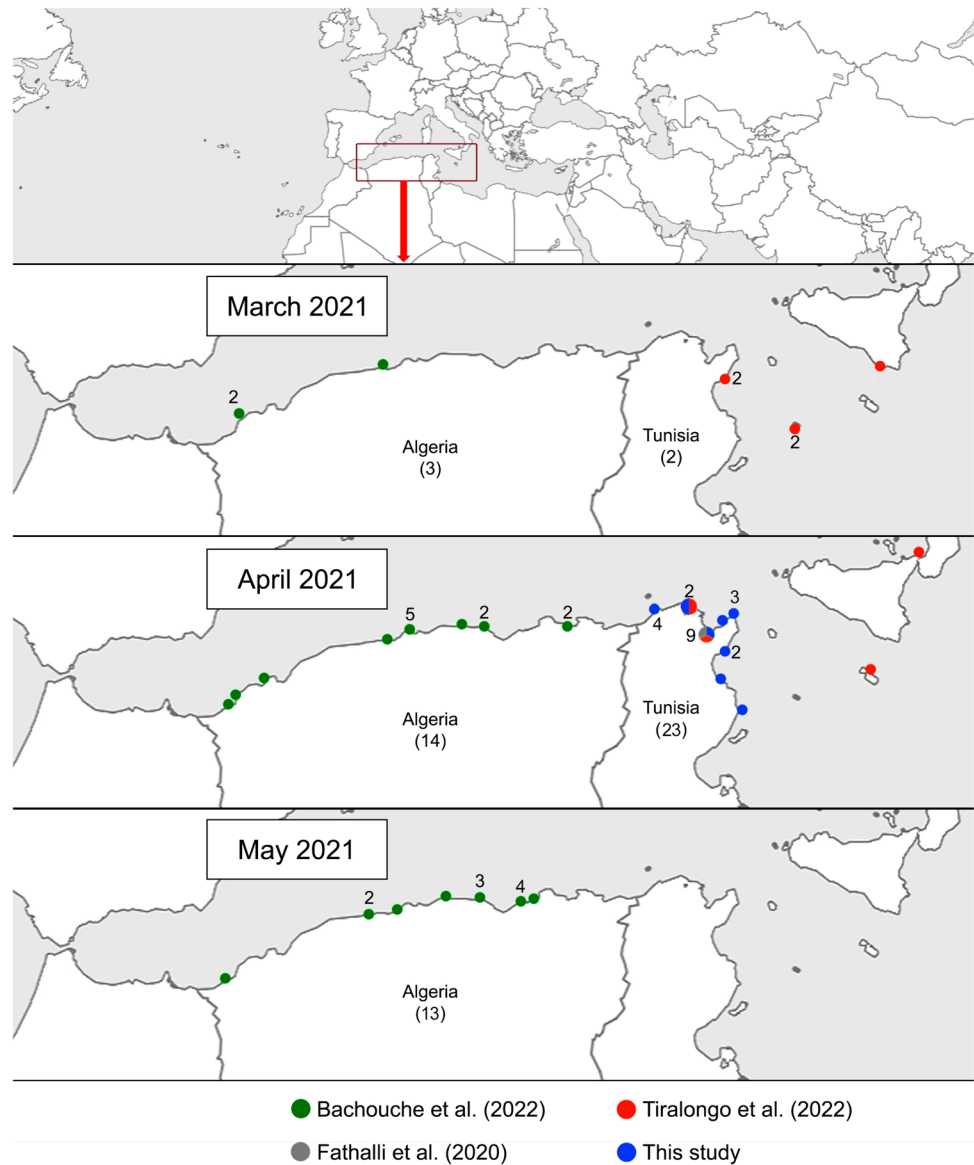 March 2021
2
2
2
Algeria
(3)
Tunisia
(2)
April 2021
5
2
2
4
2
9
3
2
Algeria
(14)
Tunisia
(23)
May 2021
2
3
4
Algeria
(13)
Bachouche et al. (2022)
Tiralongo et al. (2022)
Fathalli et al. (2020)
This study